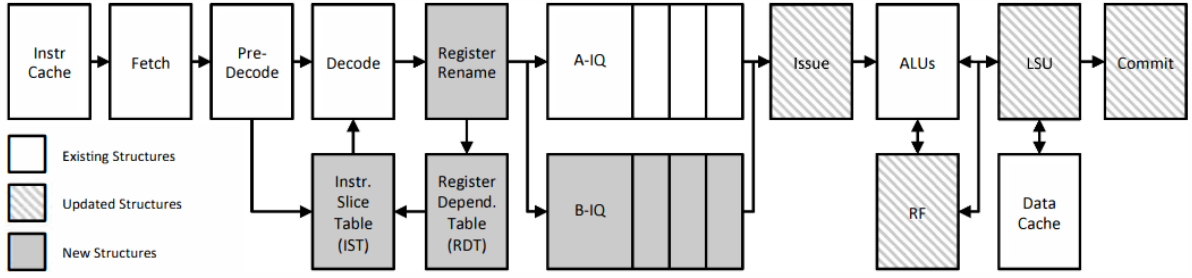 Instr
Cache
Fetch
Pre-
Decode
Decode
Register
Rename
A-IQ
Issue
ALUs
LSU
Commit
Existing Structures
Updated Structures
New Structures
Instr.
Slice
Table
(IST)
Register
Depend.
Table
(RDT)
B-IQ
RF
Data
Cache